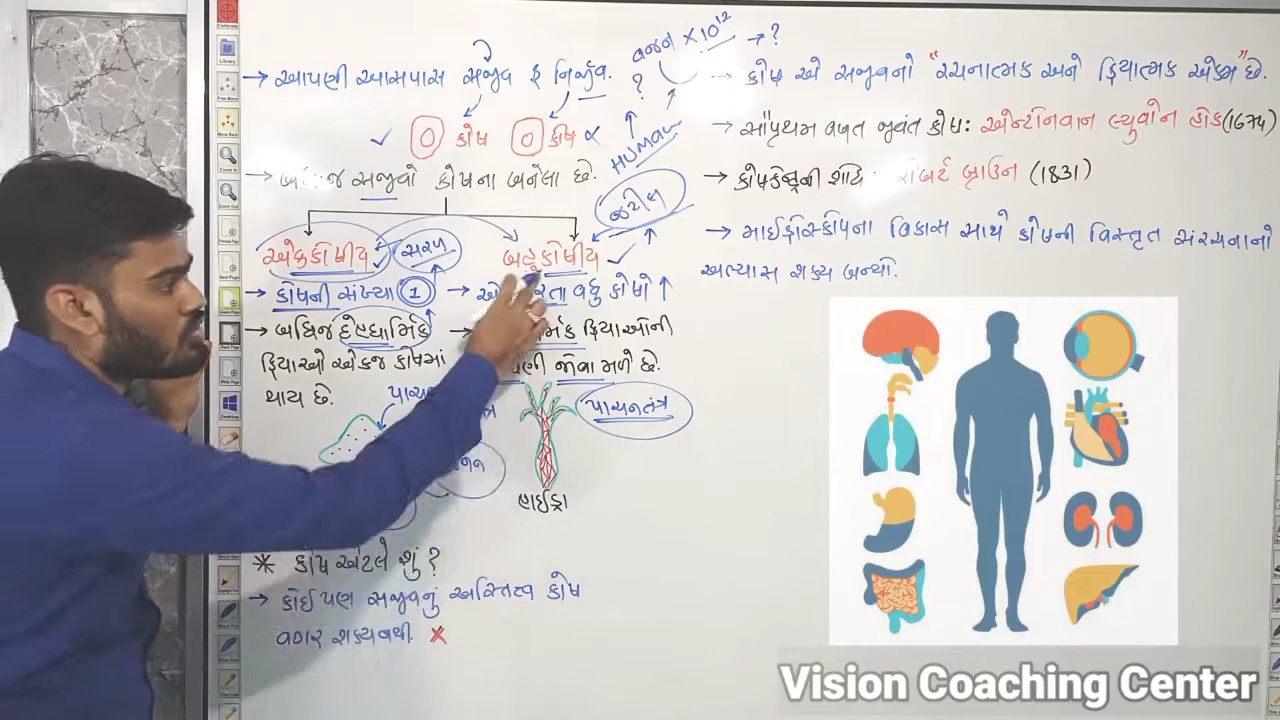 → આપણી આસપાસ સજીવ ફ નિર્જીવ.
કોષ કોષ ×
→ બધા જ સજીવો કોષના બનેલા છે.
HUMAN
વજન × 10¹² → ?
?
જટીલ
એકકોષીય સરળ બહુકોષીય ✓
→ કોષની સંખ્યા 1
→ વધુ કોષો ↑
→ બધિજ દૈહધાર્મિક
ક્રિયાઓ એકજ કોષમાં
થાય છે.
→ ક્રિયાઓની
જોવા મળે છે.
પાચનતંત્ર
હાઈડ્રા
* કોષ એટલે શું ?
→ કોઈ પણ સજીવનું અસ્તિત્વ કોષ
વગર શક્ય નથી. ×
→ કોષ એ સજીવનો "રચનાત્મક અને ક્રિયાત્મક એકમ" છે.
→ સૌપ્રથમ વખત જીવંત કોષ: એન્ટોનવાન લ્યુવોન હોક (1674)
→ કોષકેન્દ્રની શોધ : રોબર્ટ બ્રાઉન (1831)
→ માઈક્રોસ્કોપના વિકાસ સાથે કોષની વિસ્તૃત સંરચનાનો
અભ્યાસ શક્ય બન્યો.
Vision Coaching Center